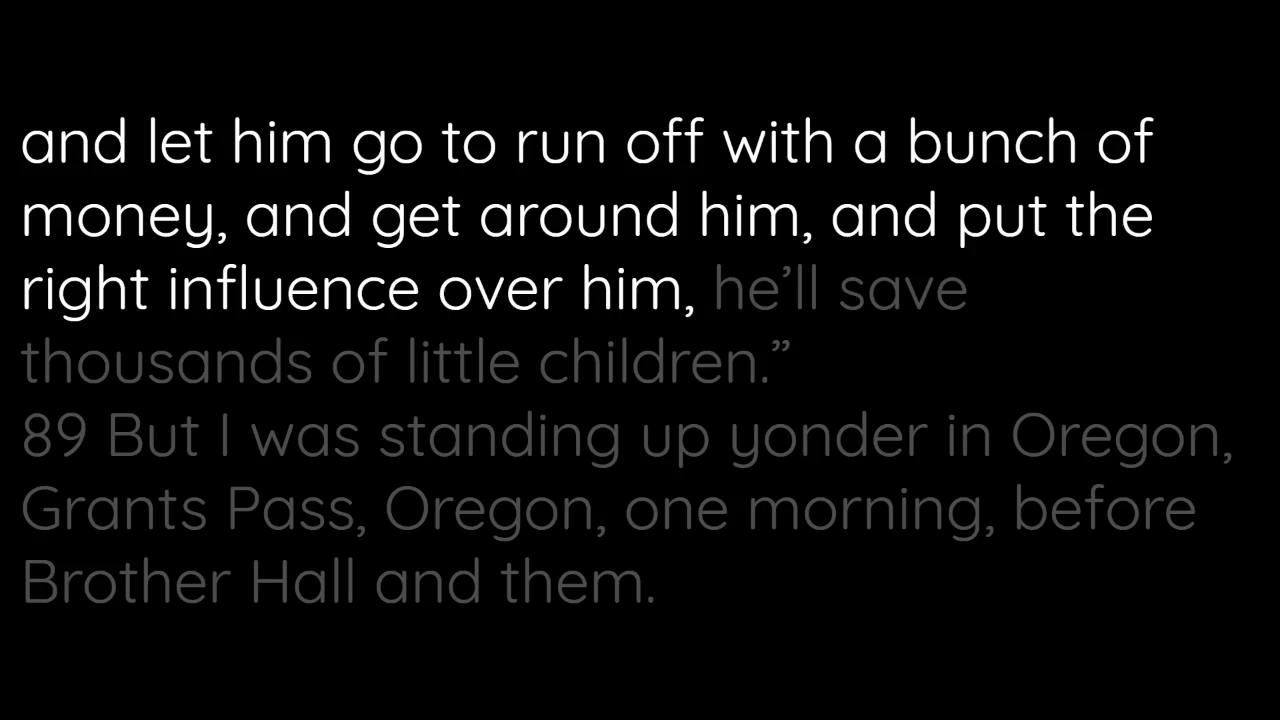 and let him go to run off with a bunch of
money, and get around him, and put the
right influence over him, he’ll save
thousands of little children.”
89 But I was standing up yonder in Oregon,
Grants Pass, Oregon, one morning, before
Brother Hall and them.